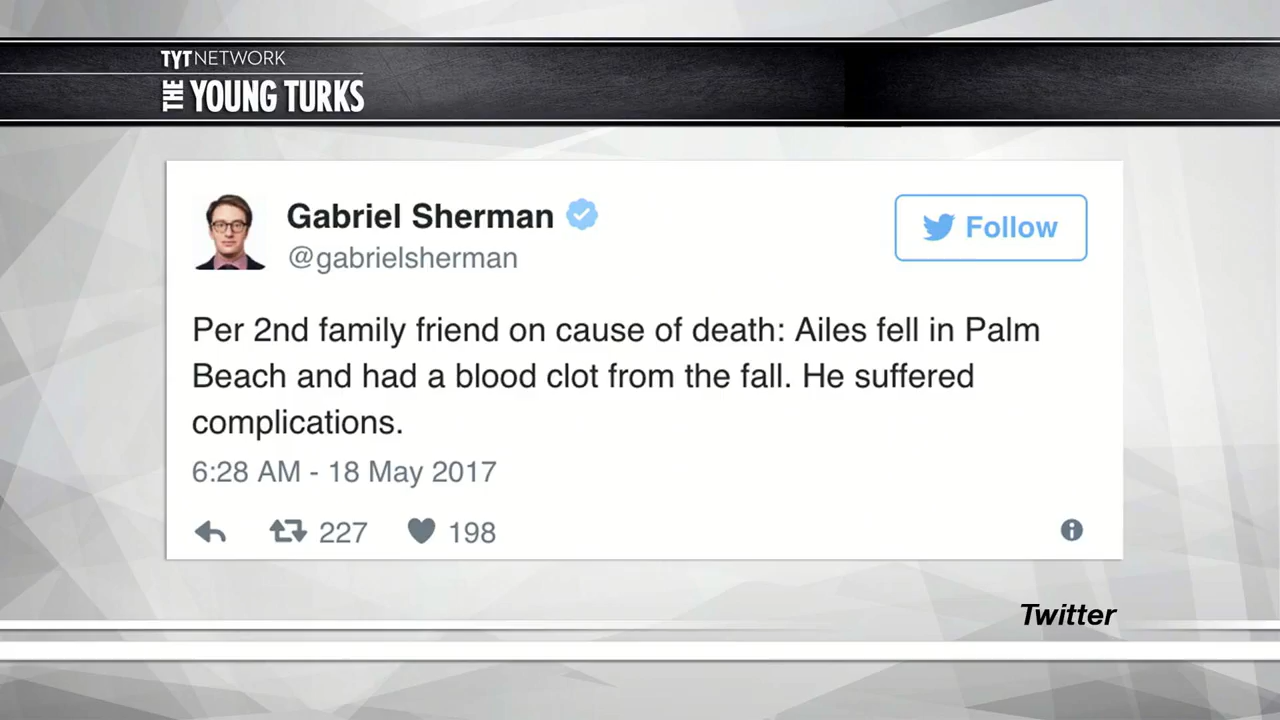 TYT NETWORK
THE YOUNG TURKS
Gabriel Sherman
Follow
@gabrielsherman
Per 2nd family friend on cause of death: Ailes fell in Palm
Beach and had a blood clot from the fall. He suffered
complications.
6:28 AM - 18 May 2017
227 198
Twitter